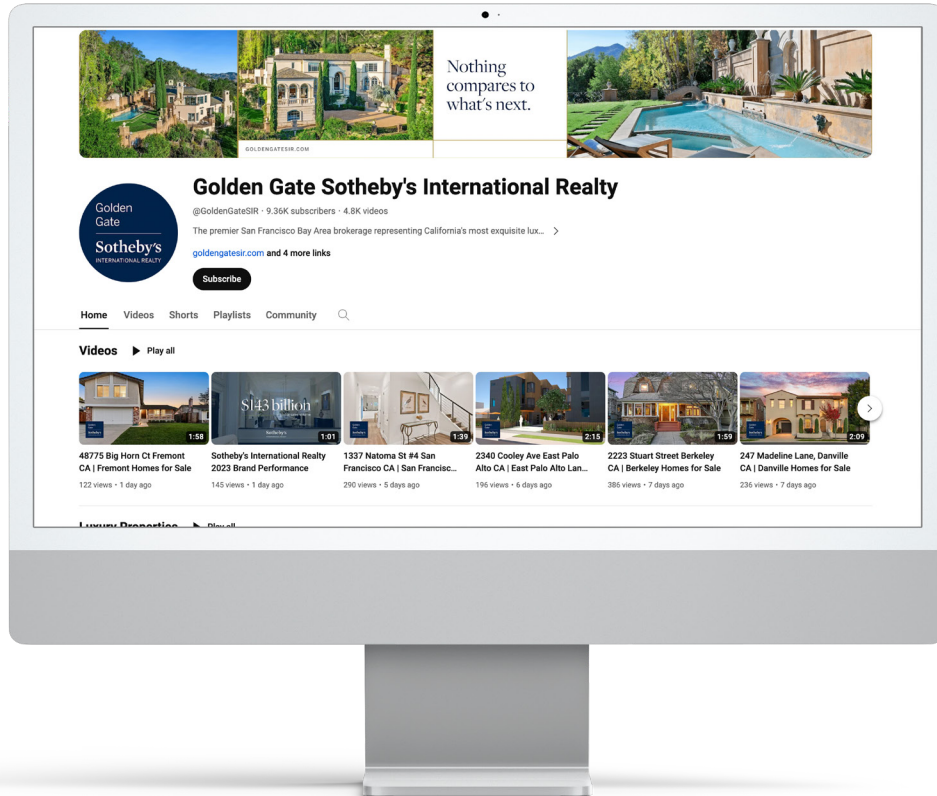 Nothing
compares to
what's next.
GOLDENGATESIR.COM
Golden
Gate
Sotheby's
INTERNATIONAL REALTY
Golden Gate Sotheby's International Realty
@GoldenGateSIR · 9.36K subscribers · 4.8K videos
The premier San Francisco Bay Area brokerage representing California's most exquisite lux...
goldengatesir.com and 4 more links
Subscribe
Home Videos Shorts Playlists Community
Videos Play all
$143 billion
Sotheby's
1:58 1:01 1:39 2:15 1:59 2:09
48775 Big Horn Ct Fremont
CA | Fremont Homes for Sale
122 views • 1 day ago
Sotheby's International Realty
2023 Brand Performance
145 views • 1 day ago
1337 Natoma St #4 San
Francisco CA | San Francisc...
290 views • 5 days ago
2340 Cooley Ave East Palo
Alto CA | East Palo Alto Lan...
196 views • 6 days ago
2223 Stuart Street Berkeley
CA | Berkeley Homes for Sale
386 views • 7 days ago
247 Madeline Lane, Danville
CA | Danville Homes for Sale
236 views • 7 days ago
Luxury Properties Play all